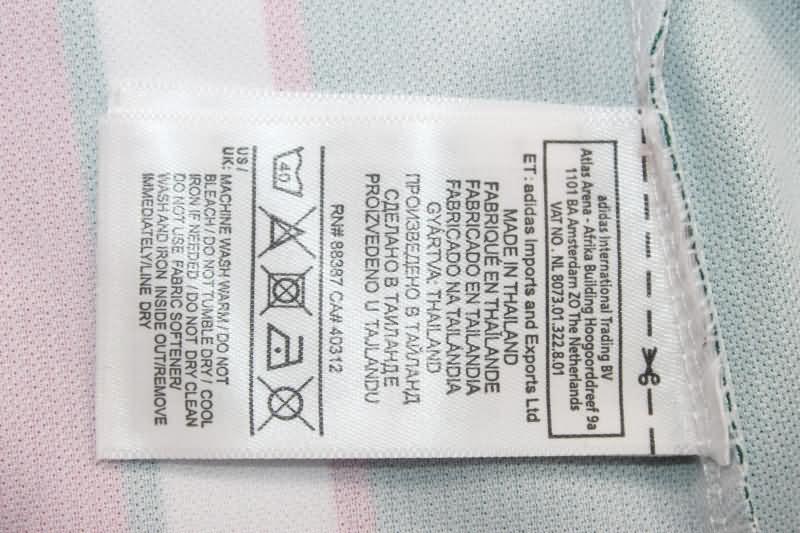 adidas International Trading BV
Atlas Arena - Afrika Building Hoogoorddreef 9a
1101 BA Amsterdam ZO The Netherlands
VAT NO.: NL 8073.01.322.8.01
ET: adidas Imports and Exports Ltd
MADE IN THAILAND
FABRIQUÉ EN THAÏLANDE
FABRICADO EN TAILANDIA
FABRICADO NA TAILÂNDIA
GYÁRTVA: THAILAND
ПРОИЗВЕДЕНО В ТАЙЛАНД
СДЕЛАНО В ТАИЛАНДЕ
PROIZVEDENO U TAJLANDU
RN# 88387 CA# 40312
40
US /
UK: MACHINE WASH WARM / DO NOT
BLEACH / DO NOT TUMBLE DRY / COOL
IRON IF NEEDED / DO NOT DRY CLEAN
DO NOT USE FABRIC SOFTENER/
WASH AND IRON INSIDE OUT/REMOVE
IMMEDIATELY/LINE DRY